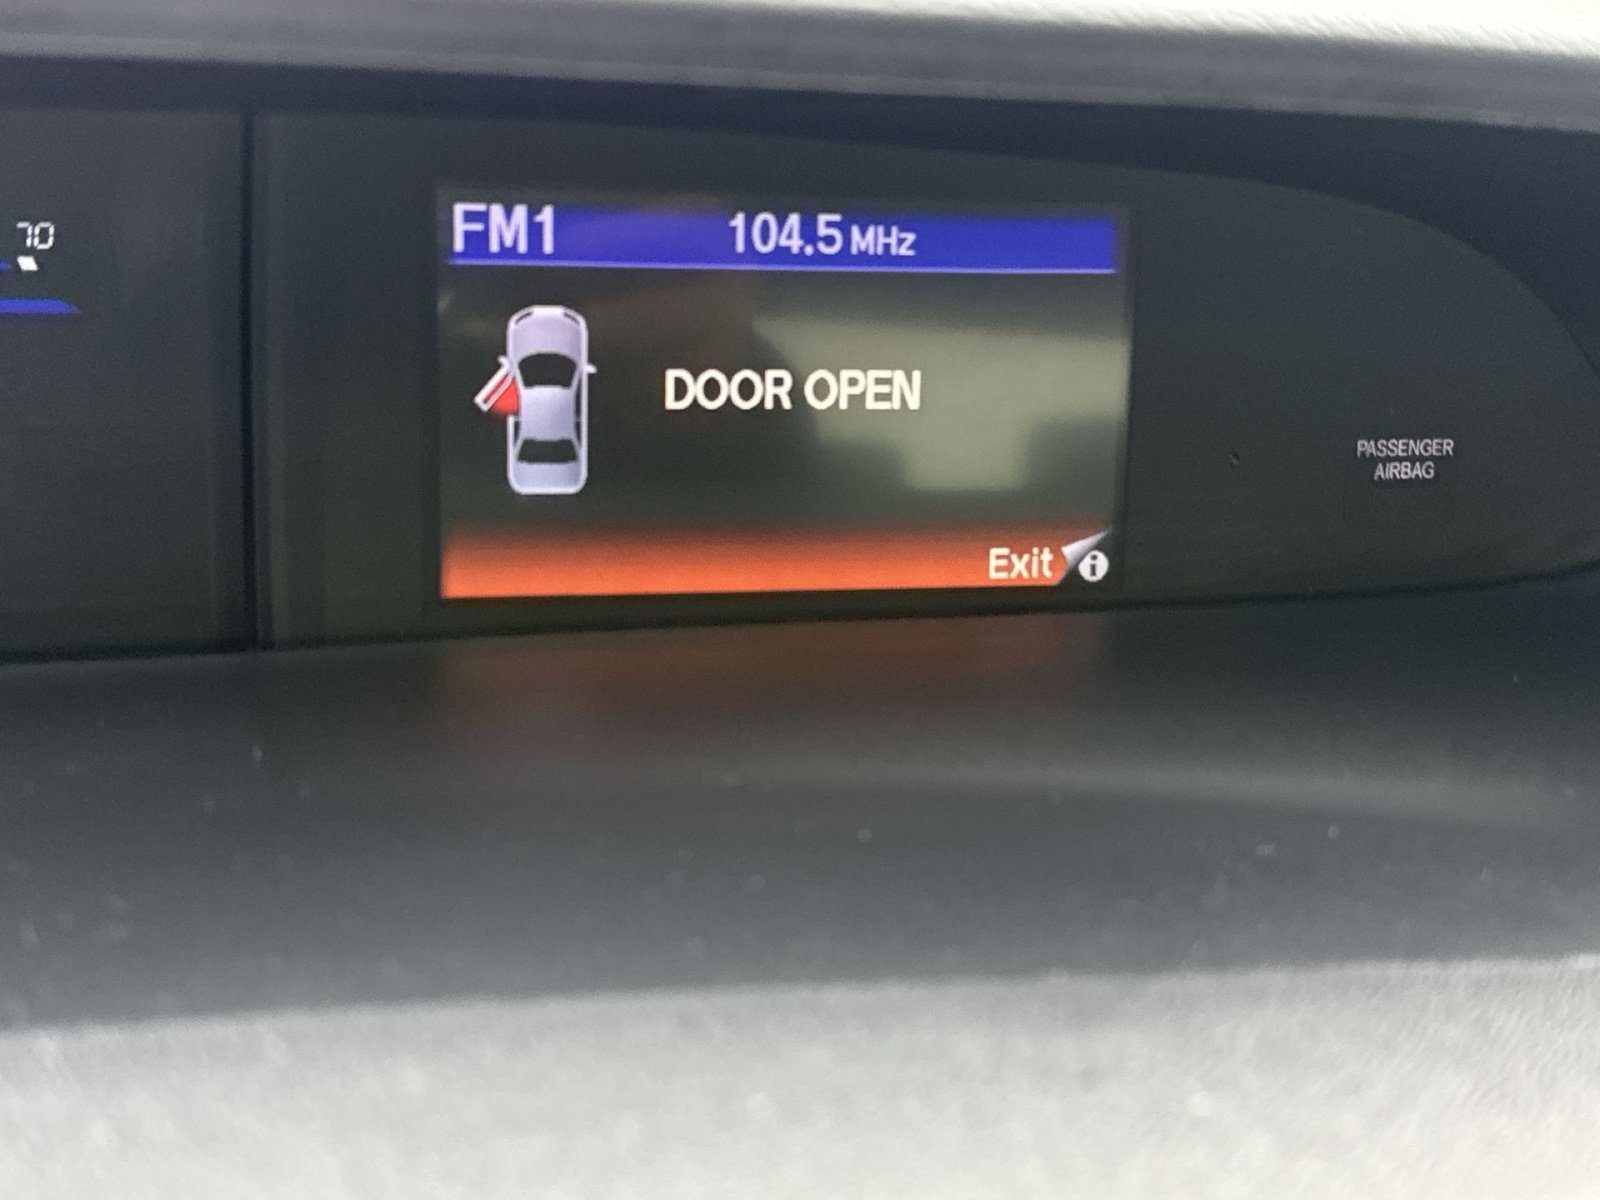 70
FM1 104.5 MHz
DOOR OPEN
Exit i
PASSENGER
AIRBAG